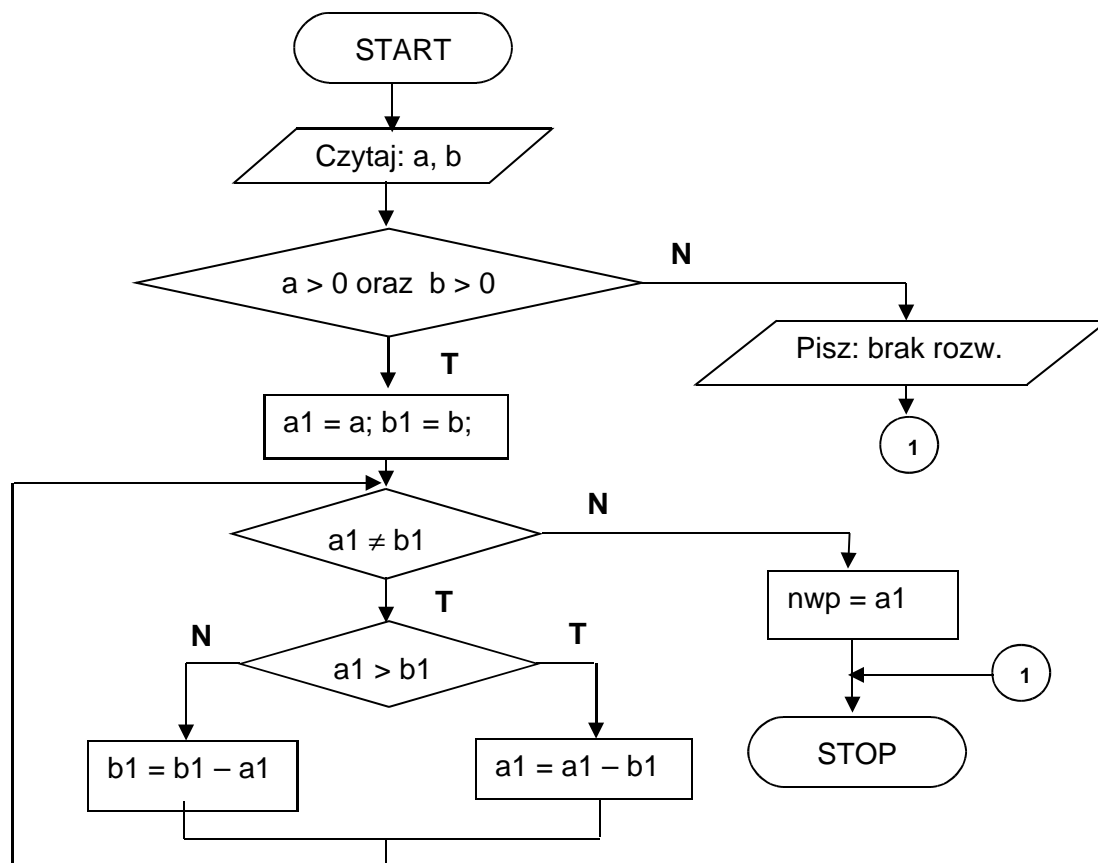 START
Czytaj: a, b
a > 0 oraz b > 0
N
Pisz: brak rozw.
T
1
a1 = a; b1 = b;
a1 ≠ b1
N
nwp = a1
T
a1 > b1
N
T
1
b1 = b1 – a1
a1 = a1 – b1
STOP